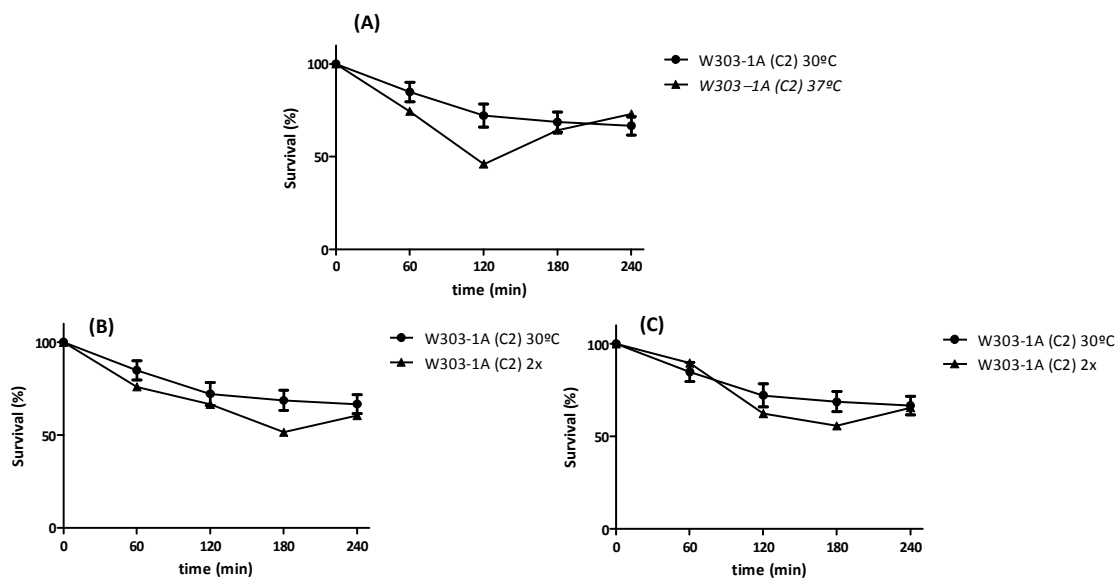 (A)
W303-1A (C2) 30ºC
W303–1A (C2) 37ºC
Survival (%)
100
50
0
0 60 120 180 240
time (min)
(B)
W303-1A (C2) 30ºC
W303-1A (C2) 2x
Survival (%)
100
50
0
0 60 120 180 240
time (min)
(C)
W303-1A (C2) 30ºC
W303-1A (C2) 2x
Survival (%)
100
50
0
0 60 120 180 240
time (min)